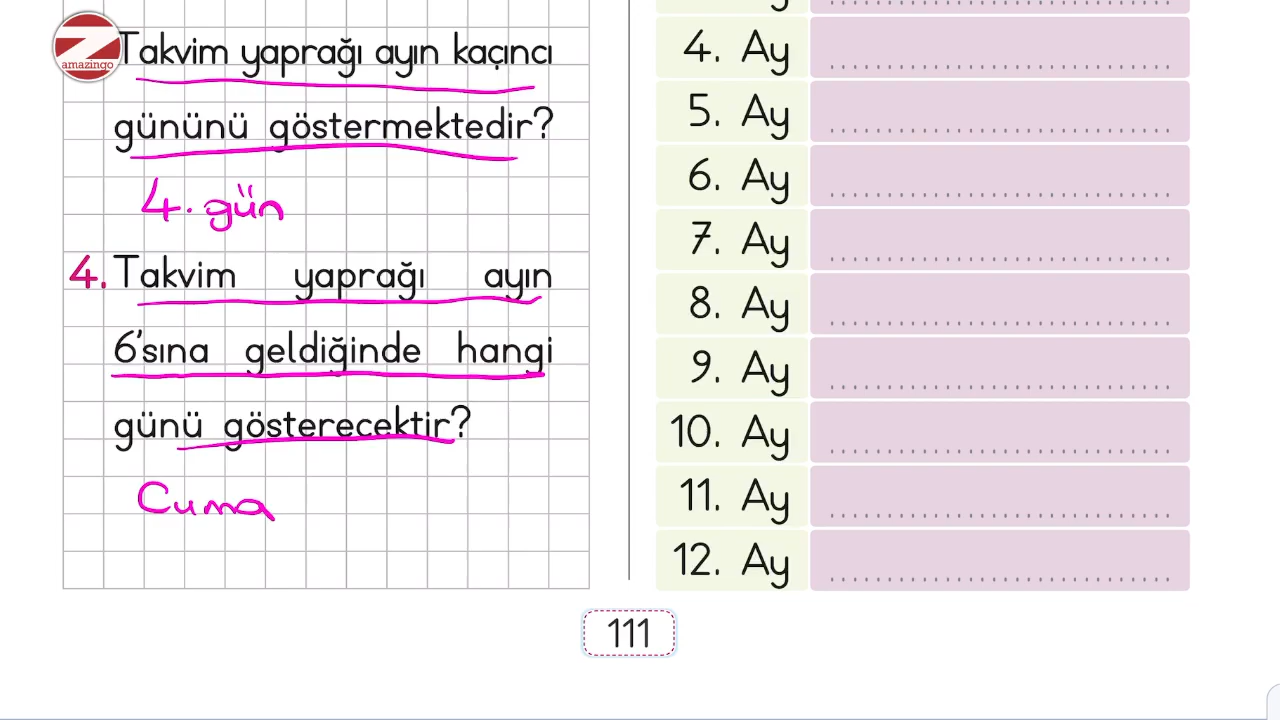 amazingo
Takvim yaprağı ayın kaçıncı
gününü göstermektedir?
4. gün
4. Takvim yaprağı ayın
6'sına geldiğinde hangi
günü gösterecektir?
Cuma
4. Ay
5. Ay
6. Ay
7. Ay
8. Ay
9. Ay
10. Ay
11. Ay
12. Ay
111